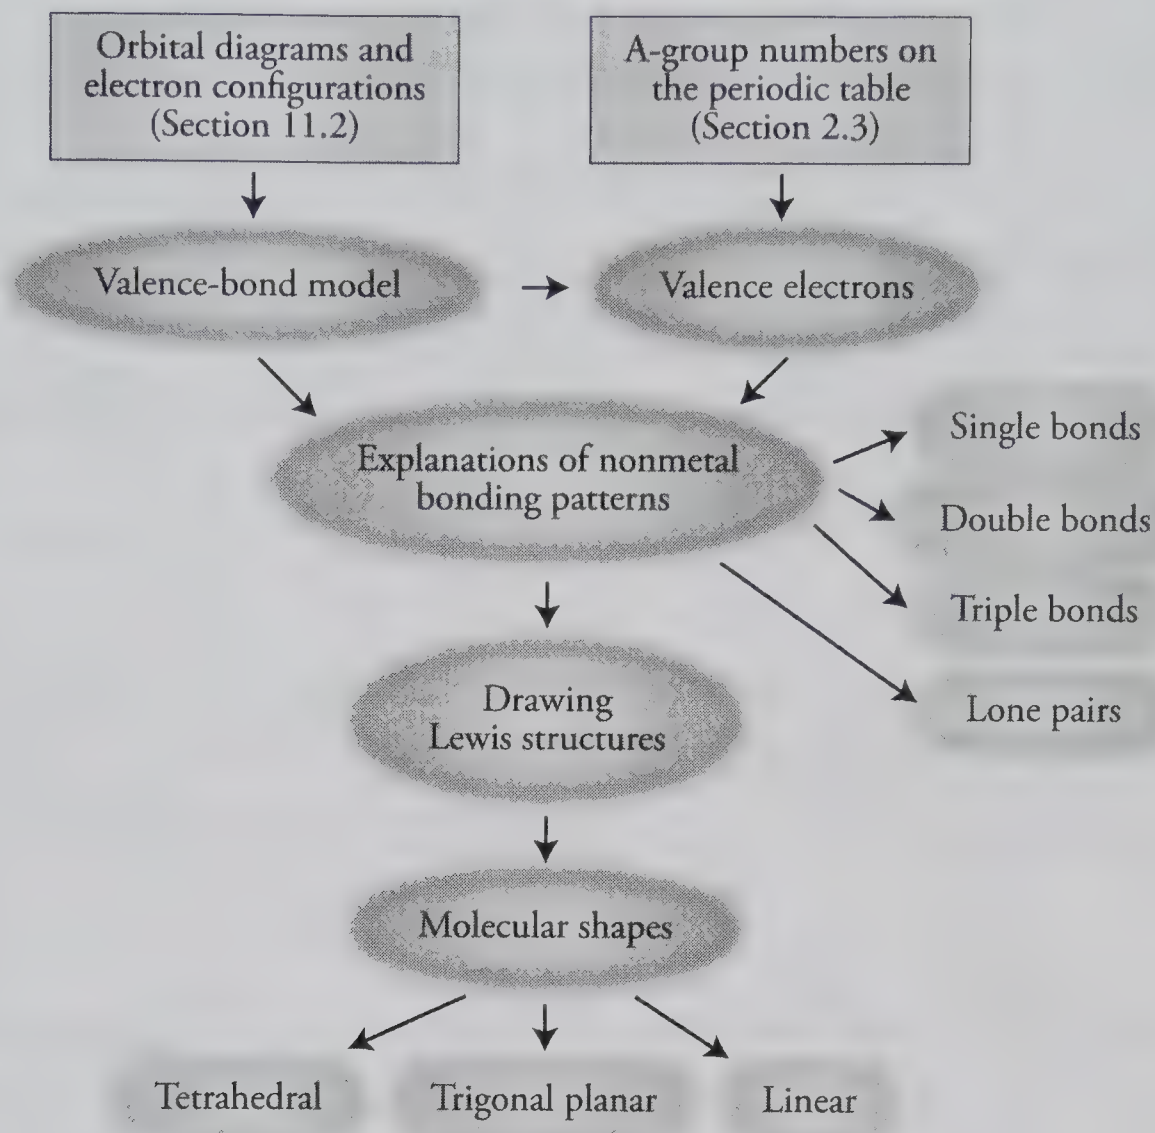 Orbital diagrams and
electron configurations
(Section 11.2)
A-group numbers on
the periodic table
(Section 2.3)
Valence-bond model
Valence electrons
Explanations of nonmetal
bonding patterns
Single bonds
Double bonds
Triple bonds
Lone pairs
Drawing
Lewis structures
Molecular shapes
Tetrahedral
Trigonal planar
Linear